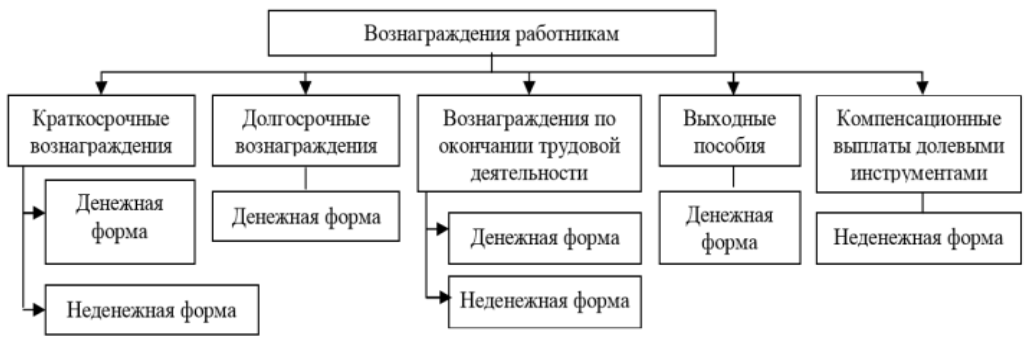 Вознаграждения работникам
Краткосрочные
вознаграждения
Денежная
форма
Неденежная форма
Долгосрочные
вознаграждения
Денежная форма
Вознаграждения по
окончании трудовой
деятельности
Денежная форма
Неденежная форма
Выходные
пособия
Денежная
форма
Компенсационные
выплаты долевыми
инструментами
Неденежная форма